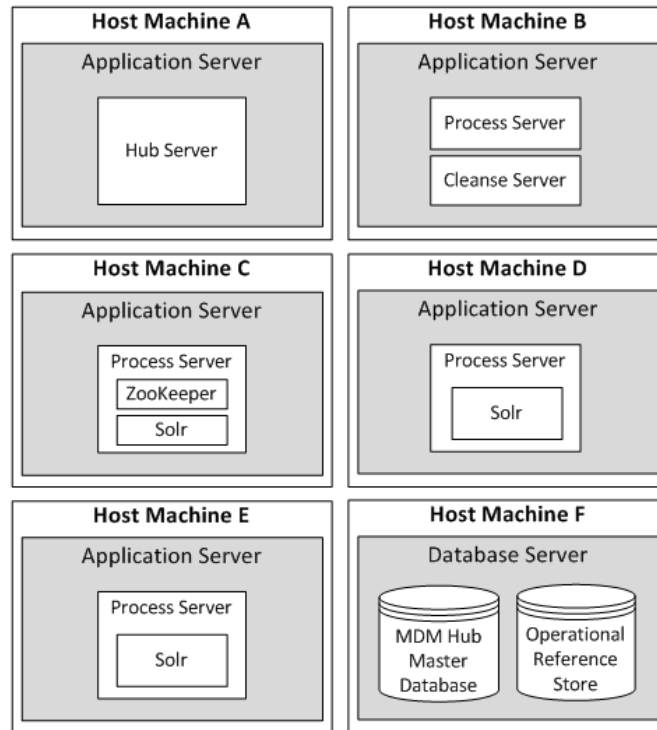 Host Machine A
Application Server
Hub Server
Host Machine B
Application Server
Process Server
Cleanse Server
Host Machine C
Application Server
Process Server
ZooKeeper
Solr
Host Machine D
Application Server
Process Server
Solr
Host Machine E
Application Server
Process Server
Solr
Host Machine F
Database Server
MDM Hub
Master
Database
Operational
Reference
Store